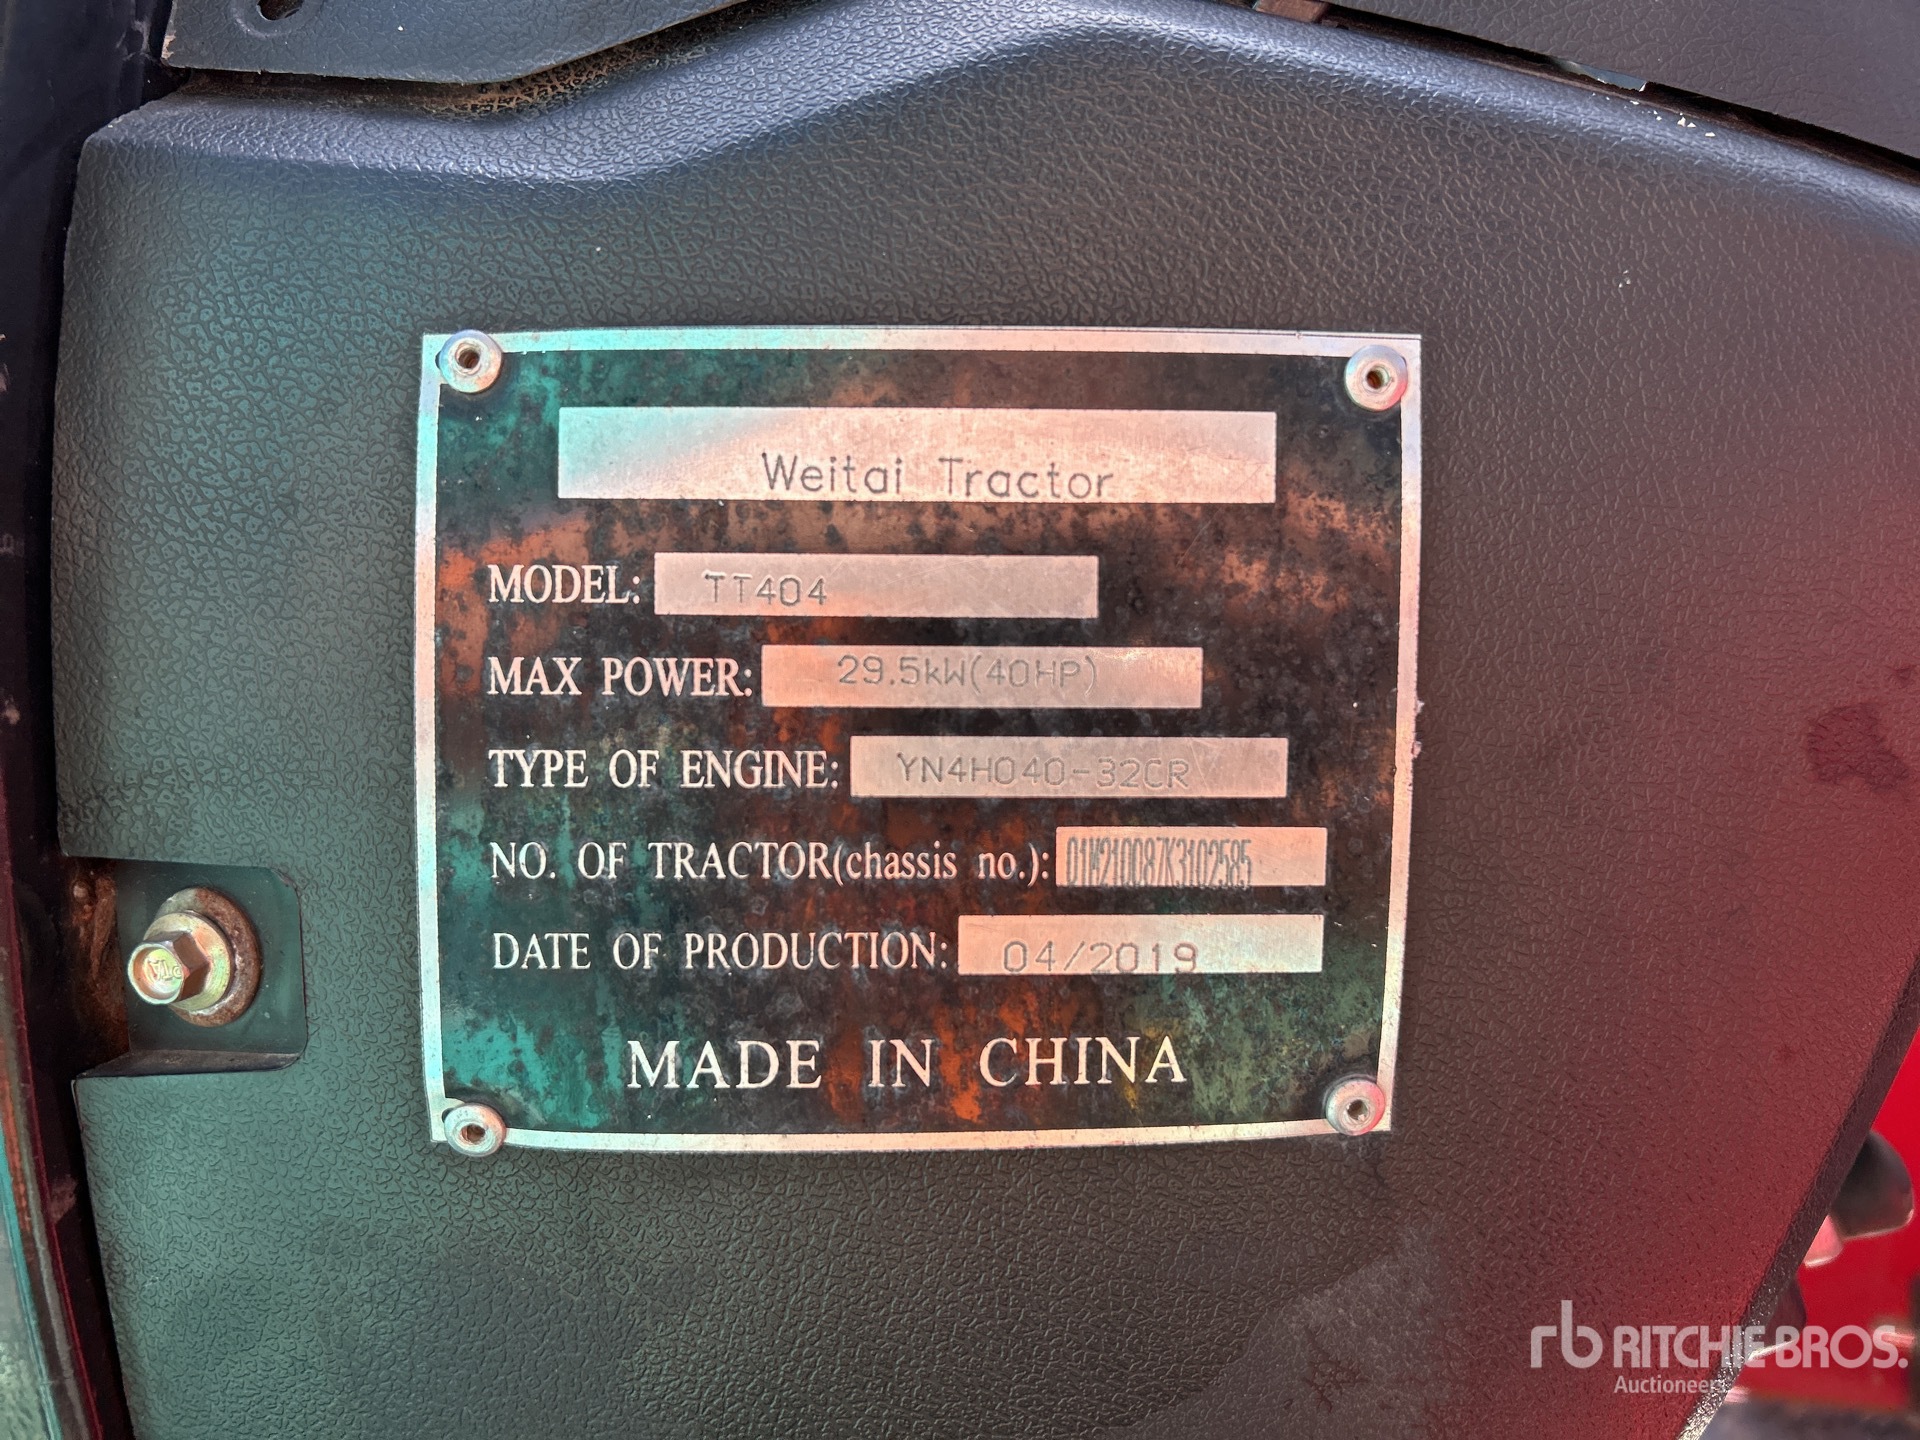 Weitai Tractor
MODEL: TT404
MAX POWER: 29.5kW(40HP)
TYPE OF ENGINE: YN4H040-32CR
NO. OF TRACTOR(chassis no.): 01W210087K3102585
DATE OF PRODUCTION: 04/2019
MADE IN CHINA
rb RITCHIE BROS.
Auctioneers